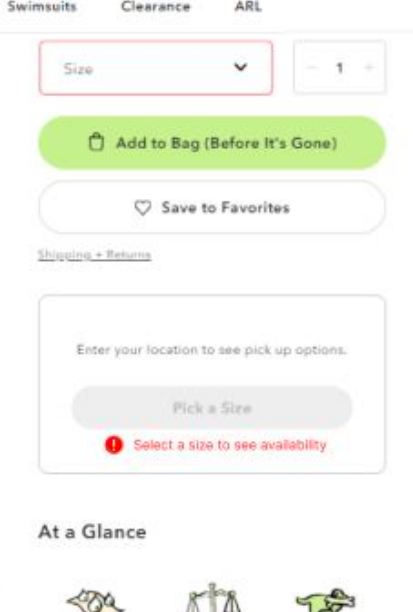 Swimsuits Clearance ARL
Size
− 1 +
Add to Bag (Before It's Gone)
Save to Favorites
Shipping + Returns
Enter your location to see pick up options.
Pick a Size
Select a size to see availability
At a Glance